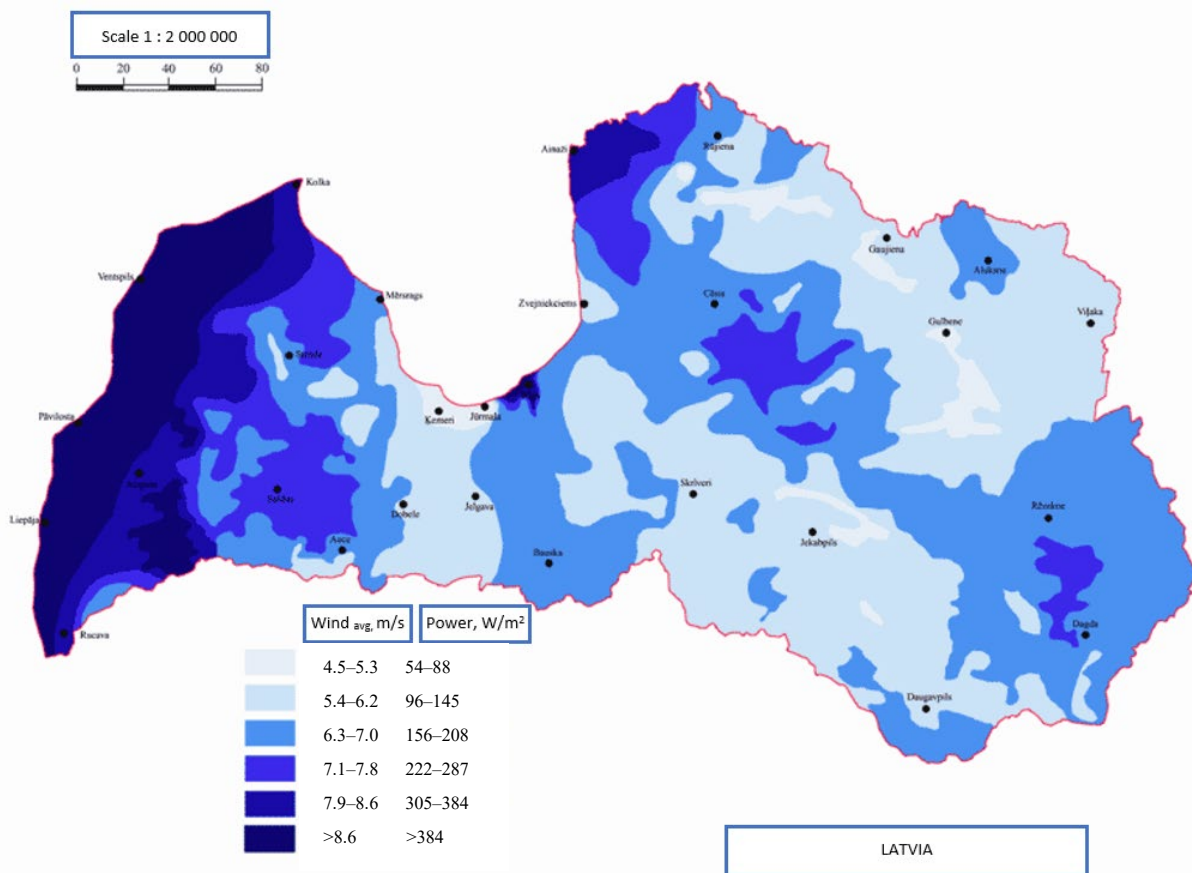 Scale 1 : 2 000 000
0 20 40 60 80
Ainaži
Rūjiena
Kolka
Gaujiena
Alūksne
Ventspils
Mērsrags
Zvejniekciems
Cēsis
Gulbene
Viļaka
Pāvilosta
Ķemeri
Jūrmala
Skrīveri
Rēzekne
Saldus
Dobele
Jelgava
Liepāja
Jekabpils
Auce
Bauska
Rucava
Dagda
Daugavpils
Wind avg, m/s Power, W/m²
4.5–5.3 54–88
5.4–6.2 96–145
6.3–7.0 156–208
7.1–7.8 222–287
7.9–8.6 305–384
>8.6 >384
LATVIA